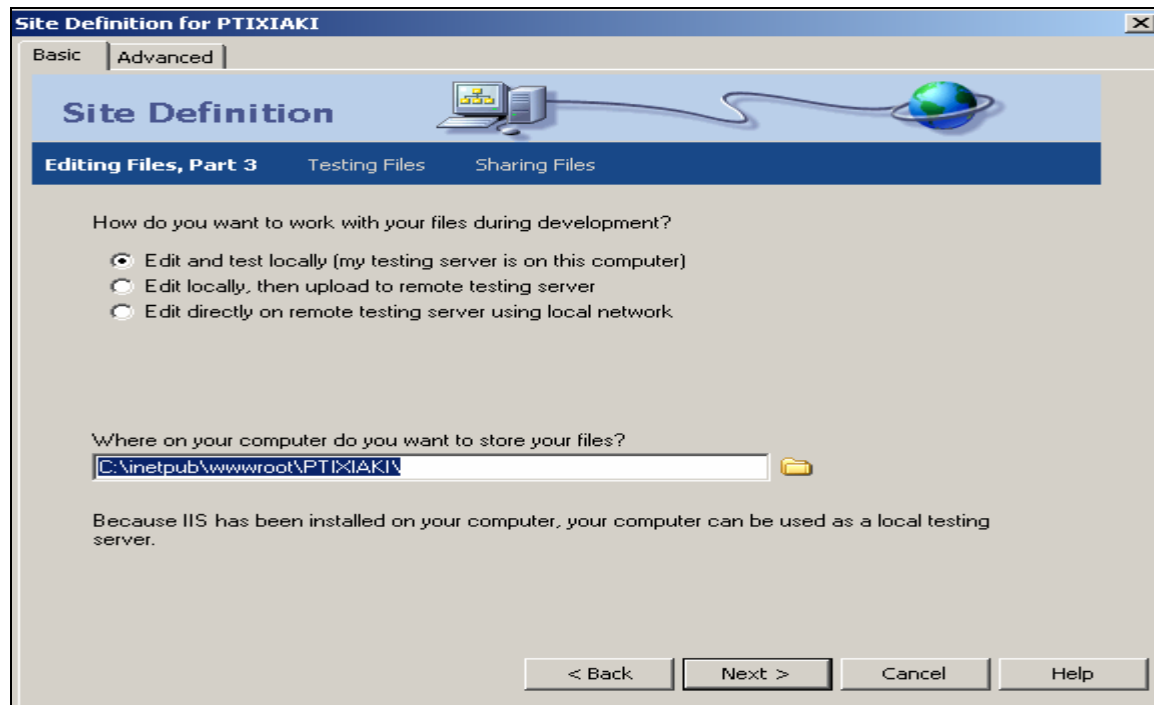 Site Definition for PTIXIAKI
Basic Advanced
Site Definition
Editing Files, Part 3 Testing Files Sharing Files
How do you want to work with your files during development?
Edit and test locally (my testing server is on this computer)
Edit locally, then upload to remote testing server
Edit directly on remote testing server using local network
Where on your computer do you want to store your files?
C:\inetpub\wwwroot\PTIXIAKI\
Because IIS has been installed on your computer, your computer can be used as a local testing
server.
< Back Next > Cancel Help